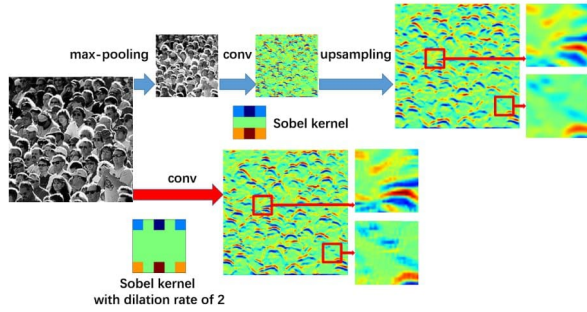 max-pooling
conv
upsampling
Sobel kernel
conv
Sobel kernel
with dilation rate of 2